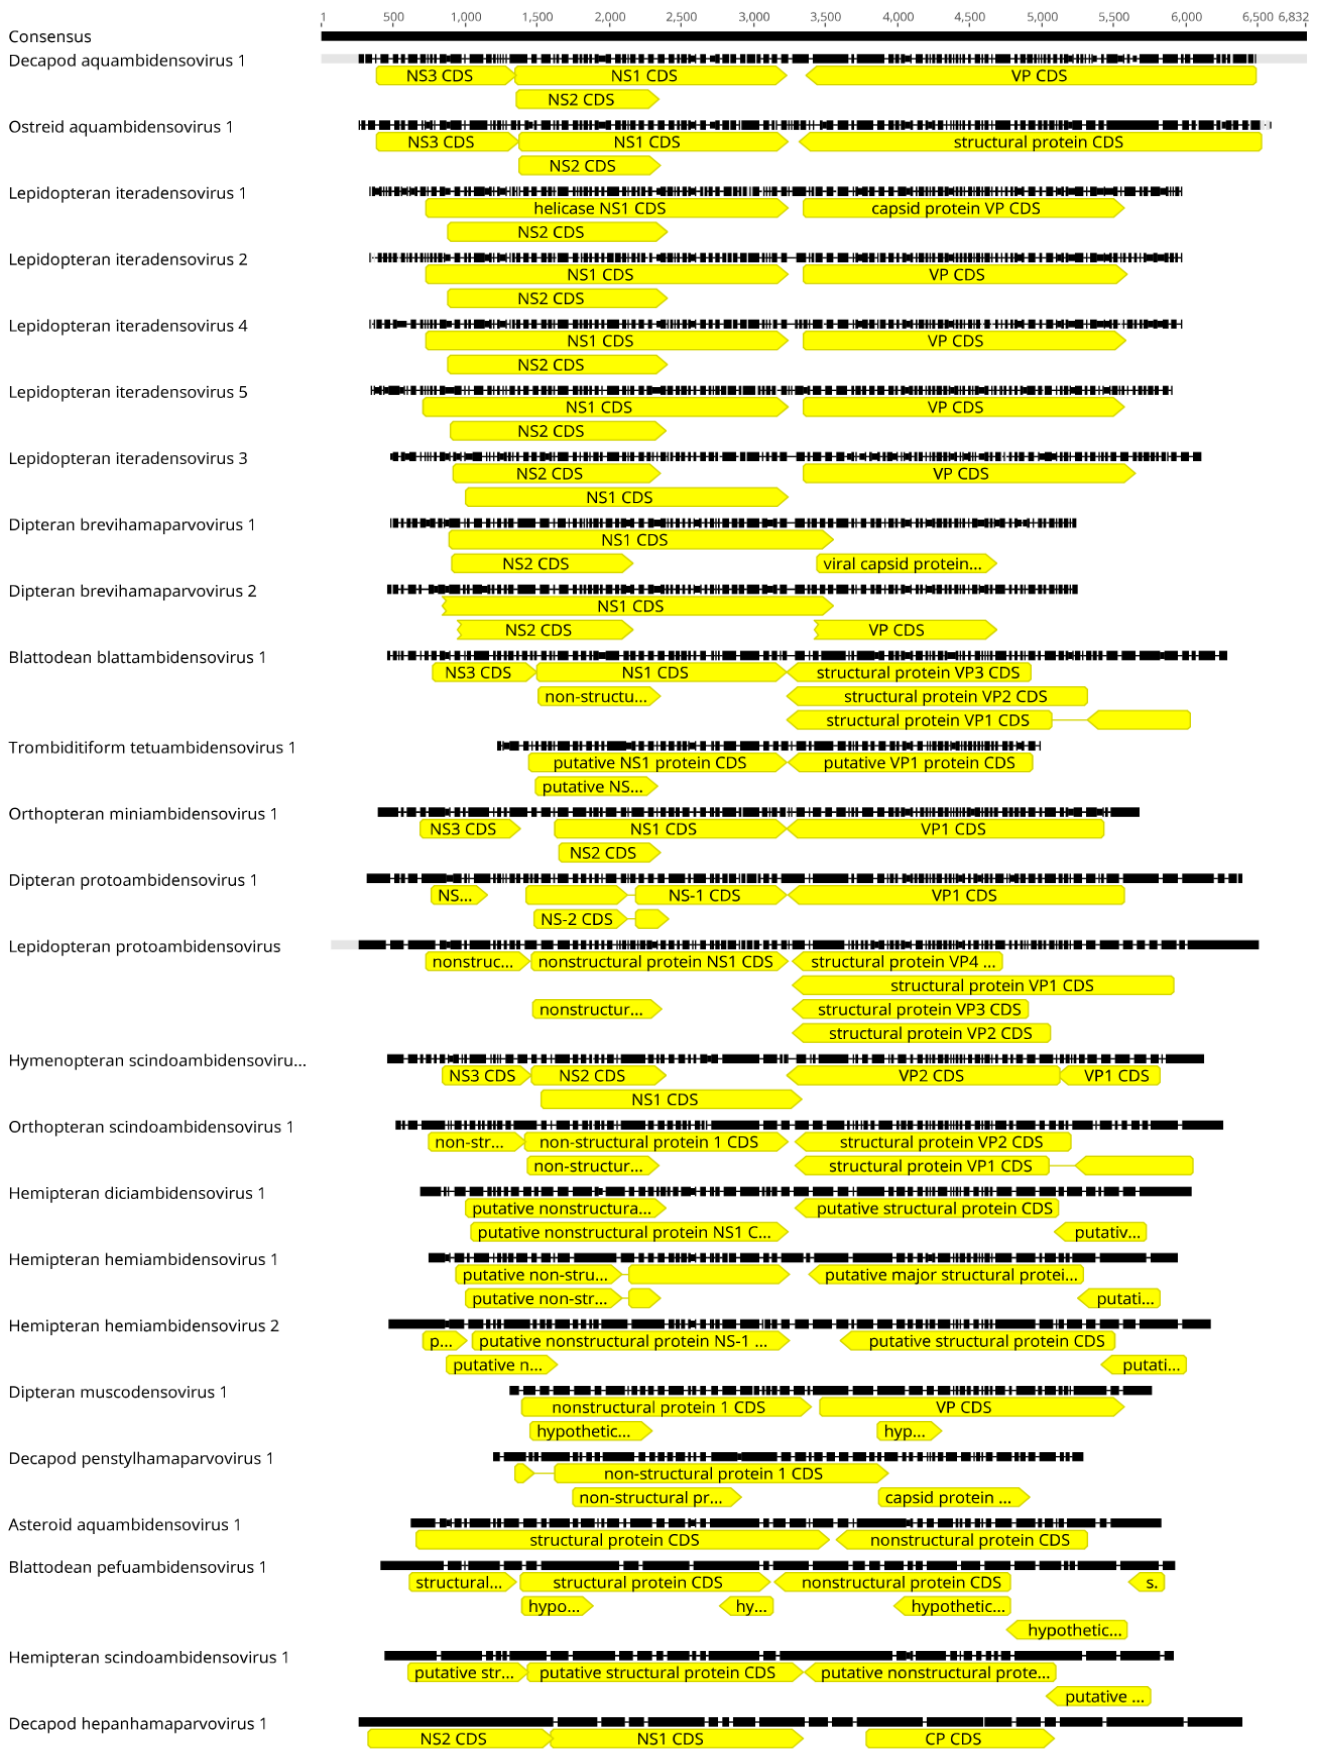 1 500 1,000 1,500 2,000 2,500 3,000 3,500 4,000 4,500 5,000 5,500 6,000 6,500 6,832
Consensus
Decapod aquambidensovirus 1
NS3 CDS NS1 CDS VP CDS
NS2 CDS
Ostreid aquambidensovirus 1
NS3 CDS NS1 CDS structural protein CDS
NS2 CDS
Lepidopteran iteradensovirus 1
helicase NS1 CDS capsid protein VP CDS
NS2 CDS
Lepidopteran iteradensovirus 2
NS1 CDS VP CDS
NS2 CDS
Lepidopteran iteradensovirus 4
NS1 CDS VP CDS
NS2 CDS
Lepidopteran iteradensovirus 5
NS1 CDS VP CDS
NS2 CDS
Lepidopteran iteradensovirus 3
NS2 CDS VP CDS
NS1 CDS
Dipteran brevihamaparvovirus 1
NS1 CDS
NS2 CDS viral capsid protein...
Dipteran brevihamaparvovirus 2
NS1 CDS
NS2 CDS VP CDS
Blattodean blattambidensovirus 1
NS3 CDS NS1 CDS structural protein VP3 CDS
non-structu... structural protein VP2 CDS
structural protein VP1 CDS
Trombiditiform tetuambidensovirus 1
putative NS1 protein CDS putative VP1 protein CDS
putative NS...
Orthopteran miniambidensovirus 1
NS3 CDS NS1 CDS VP1 CDS
NS2 CDS
Dipteran protoambidensovirus 1
NS... NS-1 CDS VP1 CDS
NS-2 CDS
Lepidopteran protoambidensovirus
nonstruc... nonstructural protein NS1 CDS structural protein VP4 ...
structural protein VP1 CDS
nonstructur... structural protein VP3 CDS
structural protein VP2 CDS
Hymenopteran scindoambidensoviru...
NS3 CDS NS2 CDS VP2 CDS VP1 CDS
NS1 CDS
Orthopteran scindoambidensovirus 1
non-str... non-structural protein 1 CDS structural protein VP2 CDS
non-structur... structural protein VP1 CDS
Hemipteran diciambidensovirus 1
putative nonstructura... putative structural protein CDS
putative nonstructural protein NS1 C... putativ...
Hemipteran hemiambidensovirus 1
putative non-stru... putative major structural protei...
putative non-str... putati...
Hemipteran hemiambidensovirus 2
p... putative nonstructural protein NS-1 ... putative structural protein CDS
putative n... putati...
Dipteran muscodensovirus 1
nonstructural protein 1 CDS VP CDS
hypothetic... hyp...
Decapod penstylhamaparvovirus 1
non-structural protein 1 CDS
non-structural pr... capsid protein ...
Asteroid aquambidensovirus 1
structural protein CDS nonstructural protein CDS
Blattodean pefuambidensovirus 1
structural... structural protein CDS nonstructural protein CDS s.
hypo... hy... hypothetic...
hypothetic...
Hemipteran scindoambidensovirus 1
putative str... putative structural protein CDS putative nonstructural prote...
putative ...
Decapod hepanhamaparvovirus 1
NS2 CDS NS1 CDS CP CDS